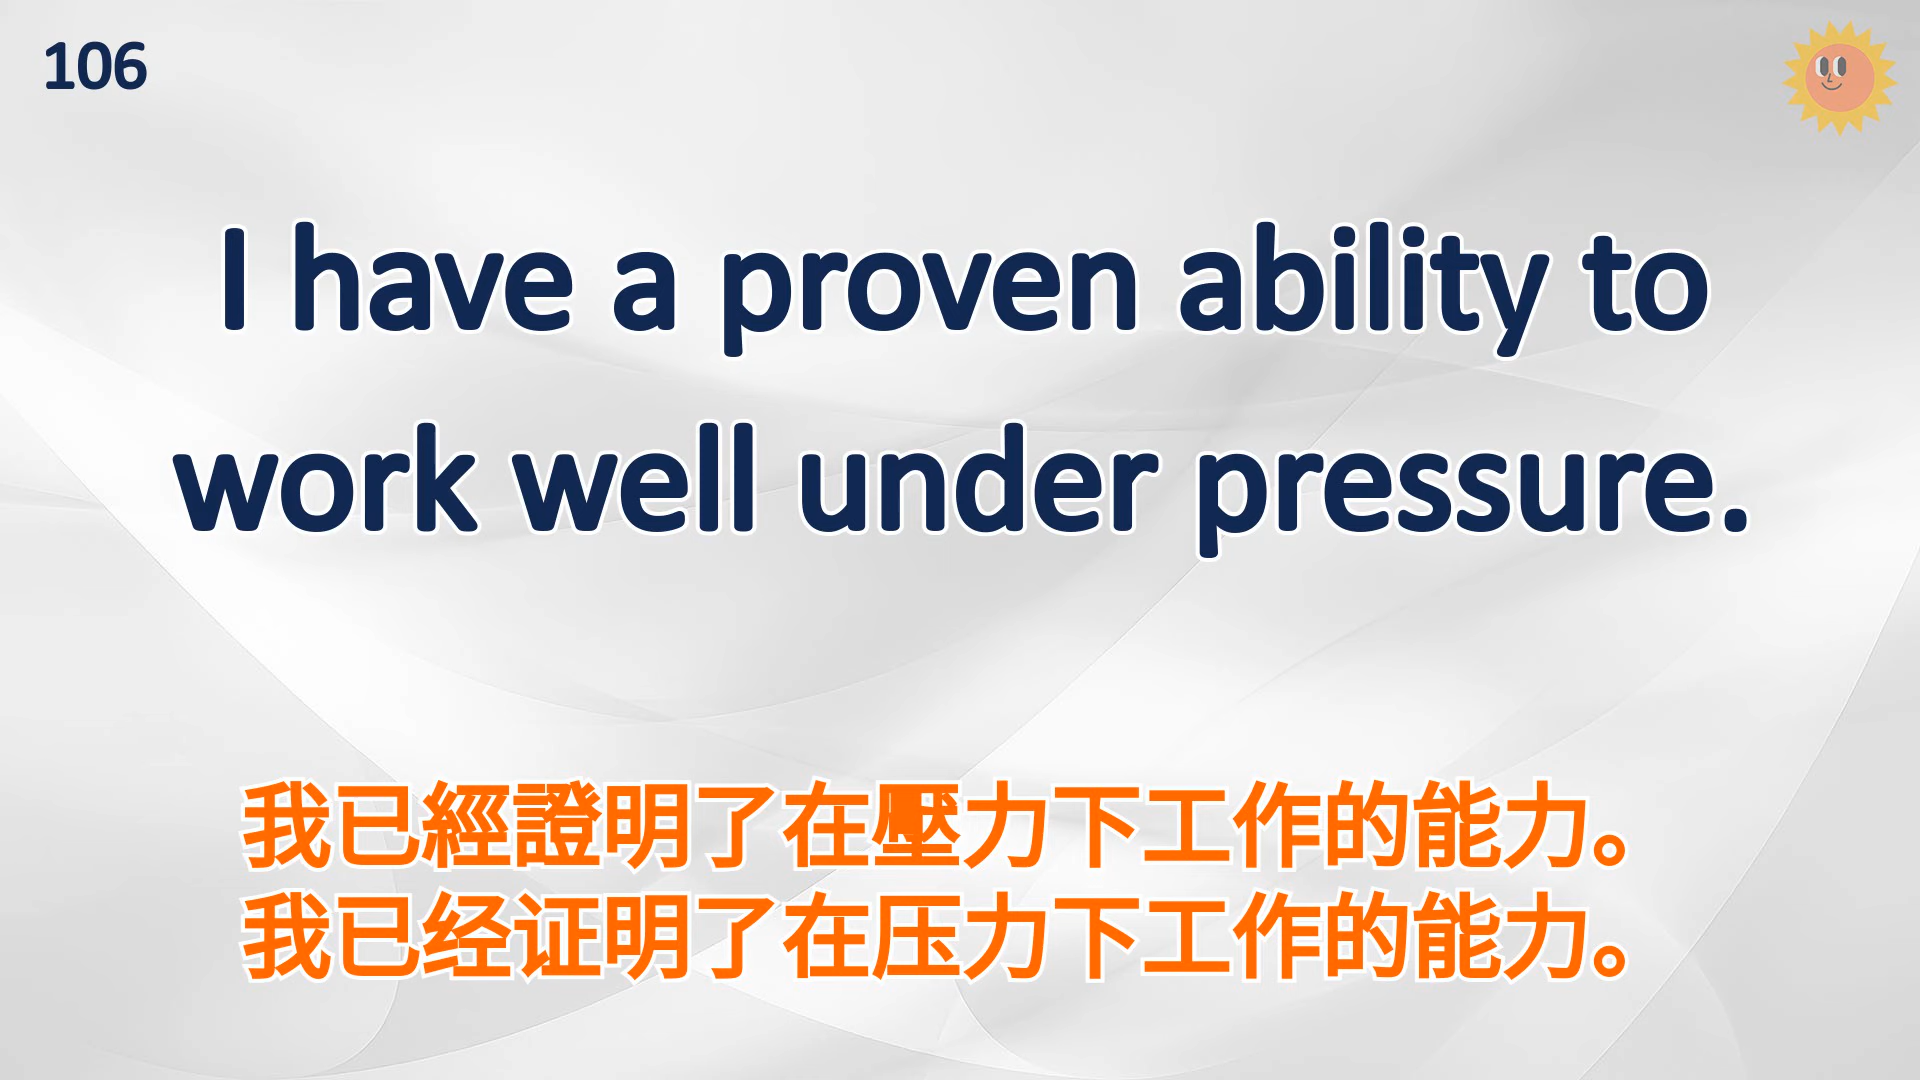 106
I have a proven ability to
work well under pressure.
我已經證明了在壓力下工作的能力。
我已经证明了在压力下工作的能力。